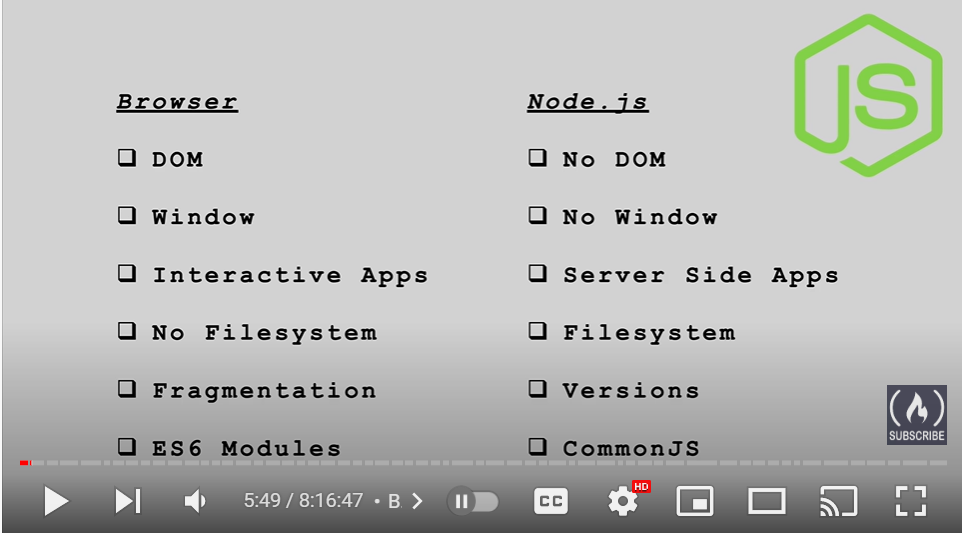 Browser
DOM
Window
Interactive Apps
No Filesystem
Fragmentation
ES6 Modules
Node.js
No DOM
No Window
Server Side Apps
Filesystem
Versions
CommonJS
JS
SUBSCRIBE
5:49 / 8:16:47 • B
CC
HD